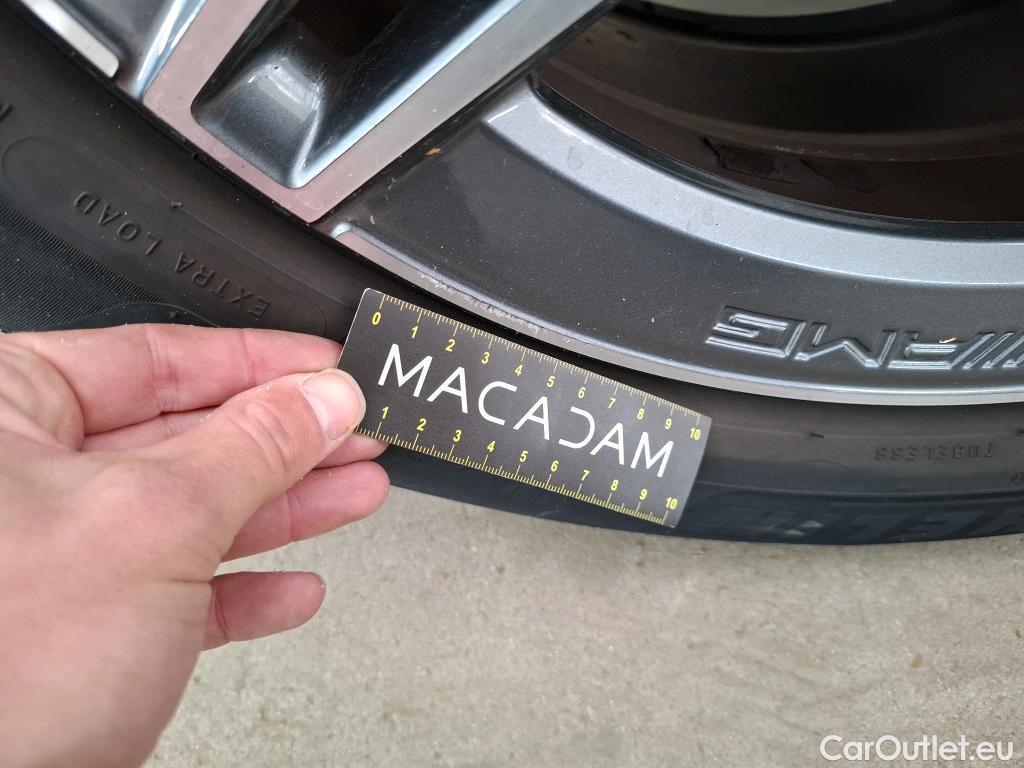 EXTRA LOAD
0 1 2 3 4 5 6 7 8 9 10
MACADAM
1 2 3 4 5 6 7 8 9 10
AMG
TUBELESS
CarOutlet.eu